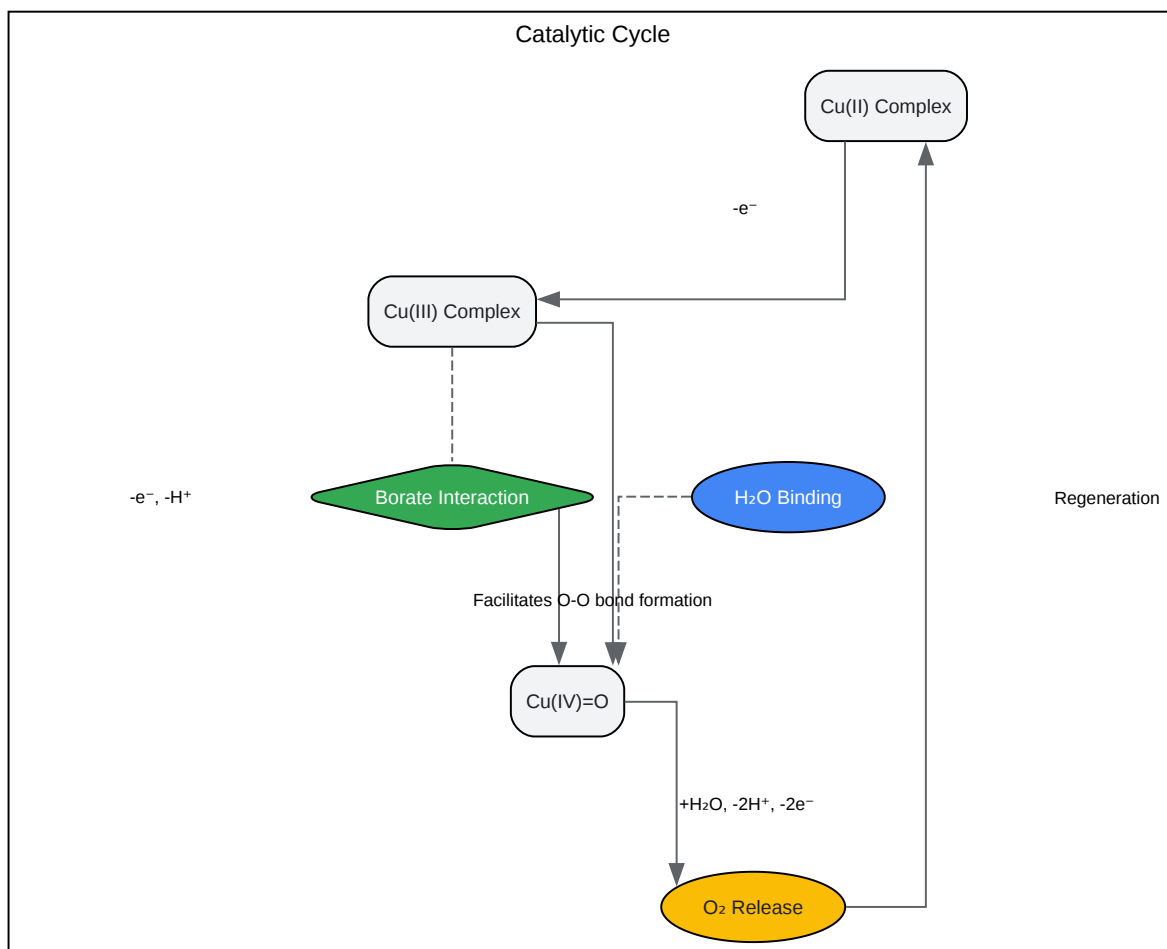 Catalytic Cycle
Cu(II) Complex
-e⁻
Cu(III) Complex
-e⁻, -H⁺
Borate Interaction
H₂O Binding
Regeneration
Facilitates O-O bond formation
Cu(IV)=O
+H₂O, -2H⁺, -2e⁻
O₂ Release